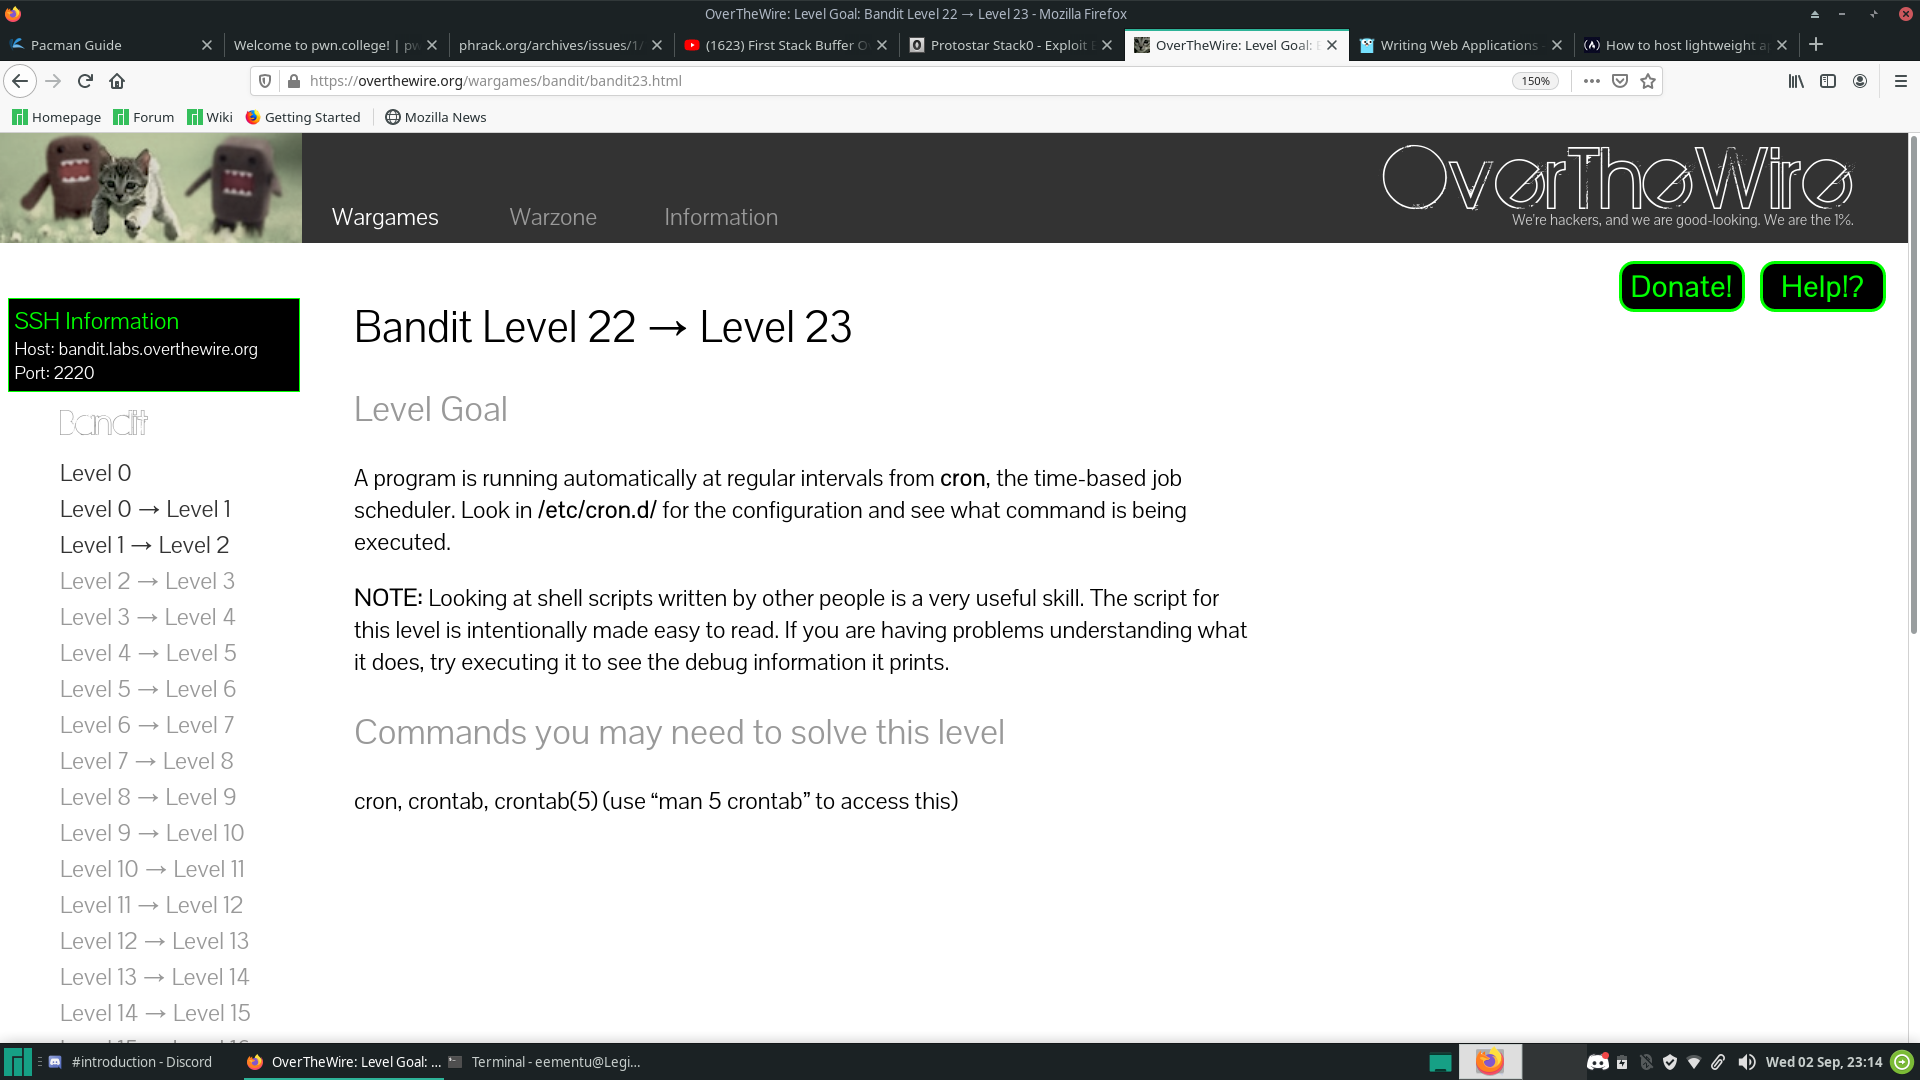 OverTheWire: Level Goal: Bandit Level 22 → Level 23 - Mozilla Firefox
Pacman Guide
Welcome to pwn.college! | pw
phrack.org/archives/issues/1/
(1623) First Stack Buffer O
Protostar Stack0 - Exploit E
OverTheWire: Level Goal: B
Writing Web Applications
How to host lightweight a
https://overthewire.org/wargames/bandit/bandit23.html
150%
Homepage
Forum
Wiki
Getting Started
Mozilla News
Wargames
Warzone
Information
OverTheWire
We're hackers, and we are good-looking. We are the 1%.
Donate!
Help!?
SSH Information
Host: bandit.labs.overthewire.org
Port: 2220
Bandit
Level 0
Level 0 → Level 1
Level 1 → Level 2
Level 2 → Level 3
Level 3 → Level 4
Level 4 → Level 5
Level 5 → Level 6
Level 6 → Level 7
Level 7 → Level 8
Level 8 → Level 9
Level 9 → Level 10
Level 10 → Level 11
Level 11 → Level 12
Level 12 → Level 13
Level 13 → Level 14
Level 14 → Level 15
Bandit Level 22 → Level 23
Level Goal
A program is running automatically at regular intervals from cron, the time-based job
scheduler. Look in /etc/cron.d/ for the configuration and see what command is being
executed.
NOTE: Looking at shell scripts written by other people is a very useful skill. The script for
this level is intentionally made easy to read. If you are having problems understanding what
it does, try executing it to see the debug information it prints.
Commands you may need to solve this level
cron, crontab, crontab(5) (use “man 5 crontab” to access this)
#introduction - Discord
OverTheWire: Level Goal: ...
Terminal - eementu@Legi...
Wed 02 Sep, 23:14